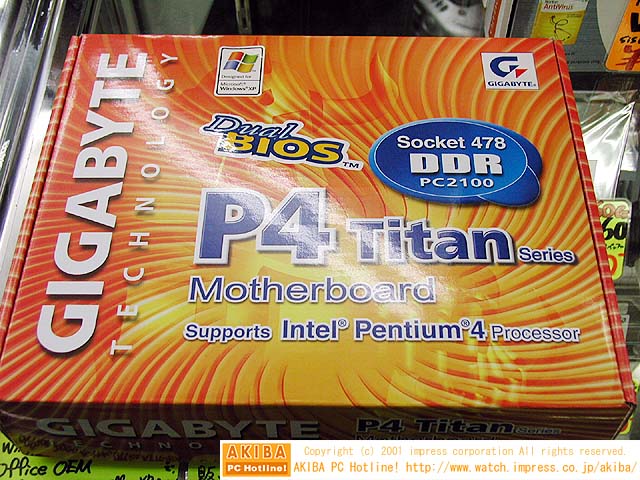 GIGABYTE
TECHNOLOGY
Designed for
Microsoft®
Windows®XP
GIGABYTE
Dual
BIOS™
Socket 478
DDR
PC2100
P4 Titan Series
Motherboard
Supports Intel® Pentium®4 Processor
GIGABYTE
P4 Titan Series
Office OEM
AntiVirus
AKIBA
PC Hotline!
Copyright (c) 2001 impress corporation All rights reserved.
AKIBA PC Hotline! http://www.watch.impress.co.jp/akiba/